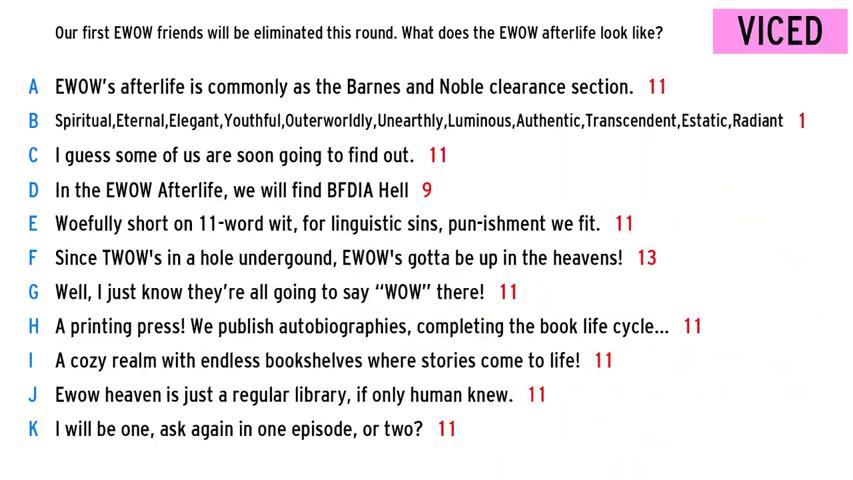 Our first EWOW friends will be eliminated this round. What does the EWOW afterlife look like?
VICED
A EWOW's afterlife is commonly as the Barnes and Noble clearance section. 11
B Spiritual,Eternal,Elegant,Youthful,Outerworldly,Unearthly,Luminous,Authentic,Transcendent,Estatic,Radiant 1
C I guess some of us are soon going to find out. 11
D In the EWOW Afterlife, we will find BFDIA Hell 9
E Woefully short on 11-word wit, for linguistic sins, pun-ishment we fit. 11
F Since TWOW's in a hole undergound, EWOW's gotta be up in the heavens! 13
G Well, I just know they're all going to say “WOW” there! 11
H A printing press! We publish autobiographies, completing the book life cycle... 11
I A cozy realm with endless bookshelves where stories come to life! 11
J Ewow heaven is just a regular library, if only human knew. 11
K I will be one, ask again in one episode, or two? 11